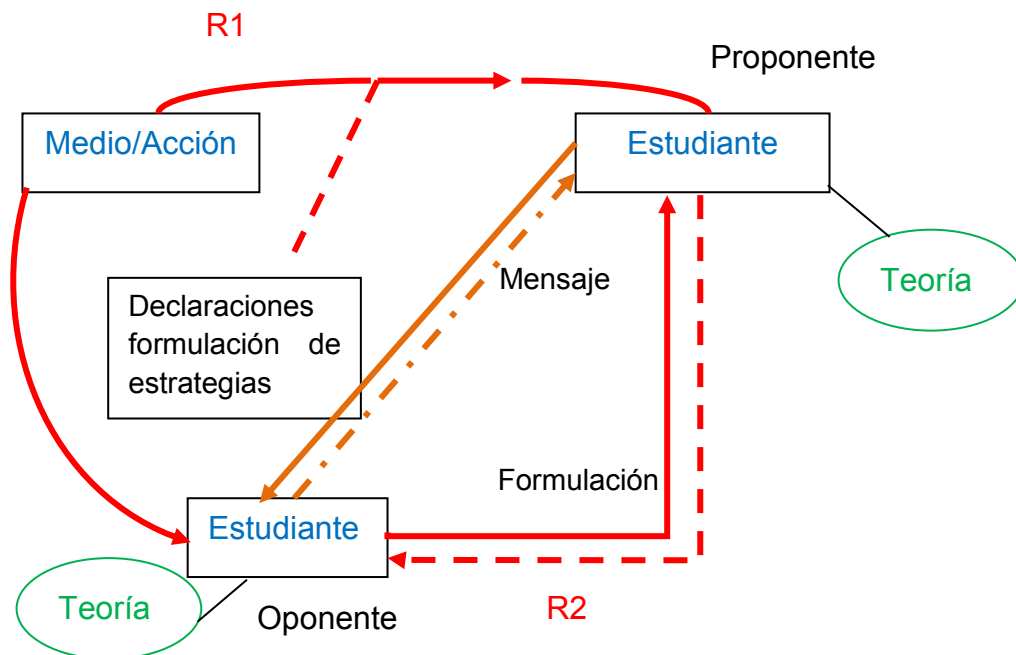 R1
Proponente
Medio/Acción
Estudiante
Teoría
Mensaje
Declaraciones
formulación de
estrategias
Formulación
Estudiante
Teoría
Oponente
R2